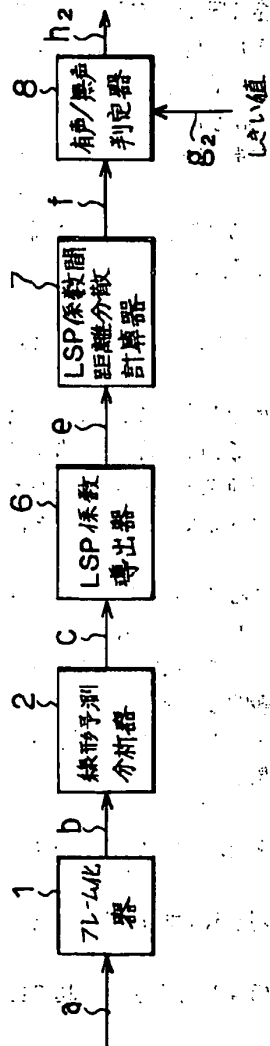 a
1
フレーム化
器
b
2
線形予測
分析器
c
6
LSP係数
導出器
e
7
LSP係数間
距離分散
計算器
f
8
有声/無声
判定器
h2
g2
しきい値